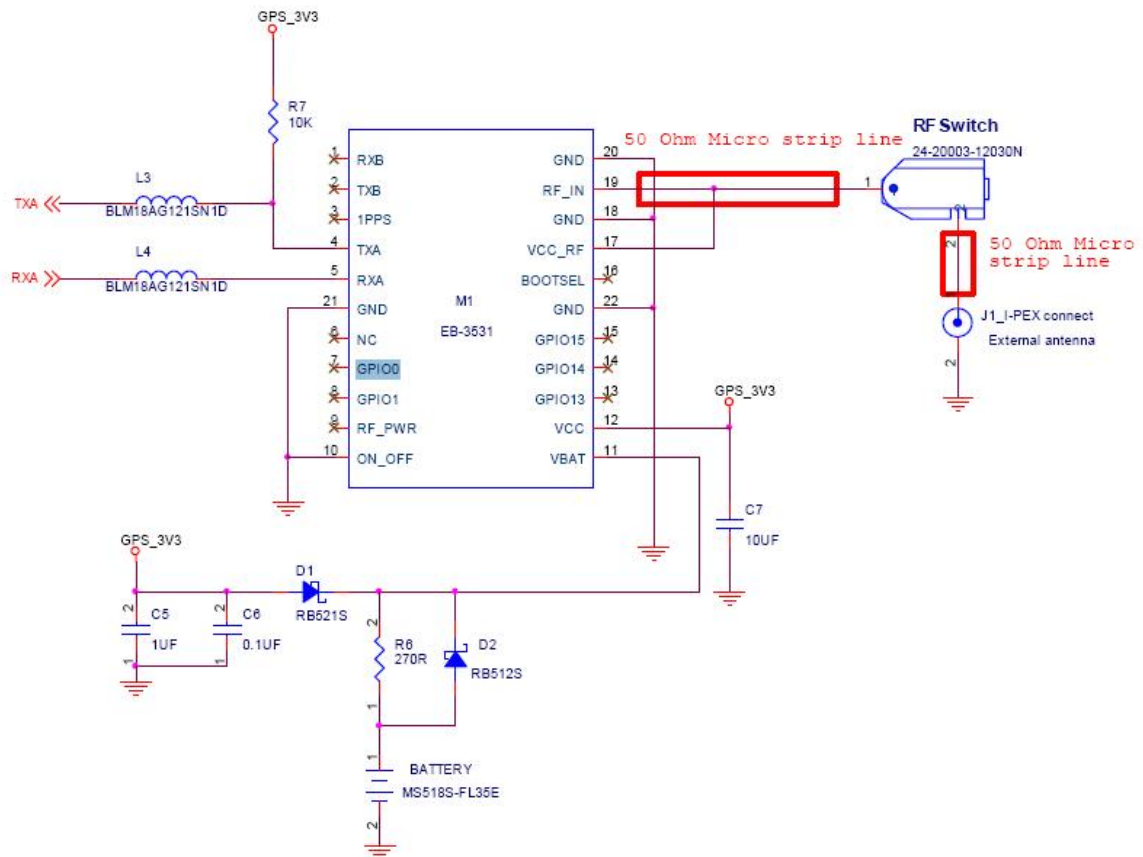 GPS_3V3
R7
10K
50 Ohm Micro strip line
RF Switch
24-20003-12030N
L3
TXA
BLM18AG121SN1D
L4
RXA
BLM18AG121SN1D
1 RXB
2 TXB
3 1PPS
4 TXA
5 RXA
21 GND
6 NC
7 GPIO0
8 GPIO1
9 RF_PWR
10 ON_OFF
M1
EB-3531
GND 20
RF_IN 19
GND 18
VCC_RF 17
BOOTSEL 16
GND 22
GPIO15 15
GPIO14 14
GPIO13 13
VCC 12
VBAT 11
1
2
2
50 Ohm Micro
strip line
1
J1_I-PEX connect
External antenna
2
GPS_3V3
C7
10UF
GPS_3V3
2
C5
1UF
1
2
C6
0.1UF
1
D1
RB521S
2
R6
270R
1
D2
RB512S
1
BATTERY
MS518S-FL35E
2